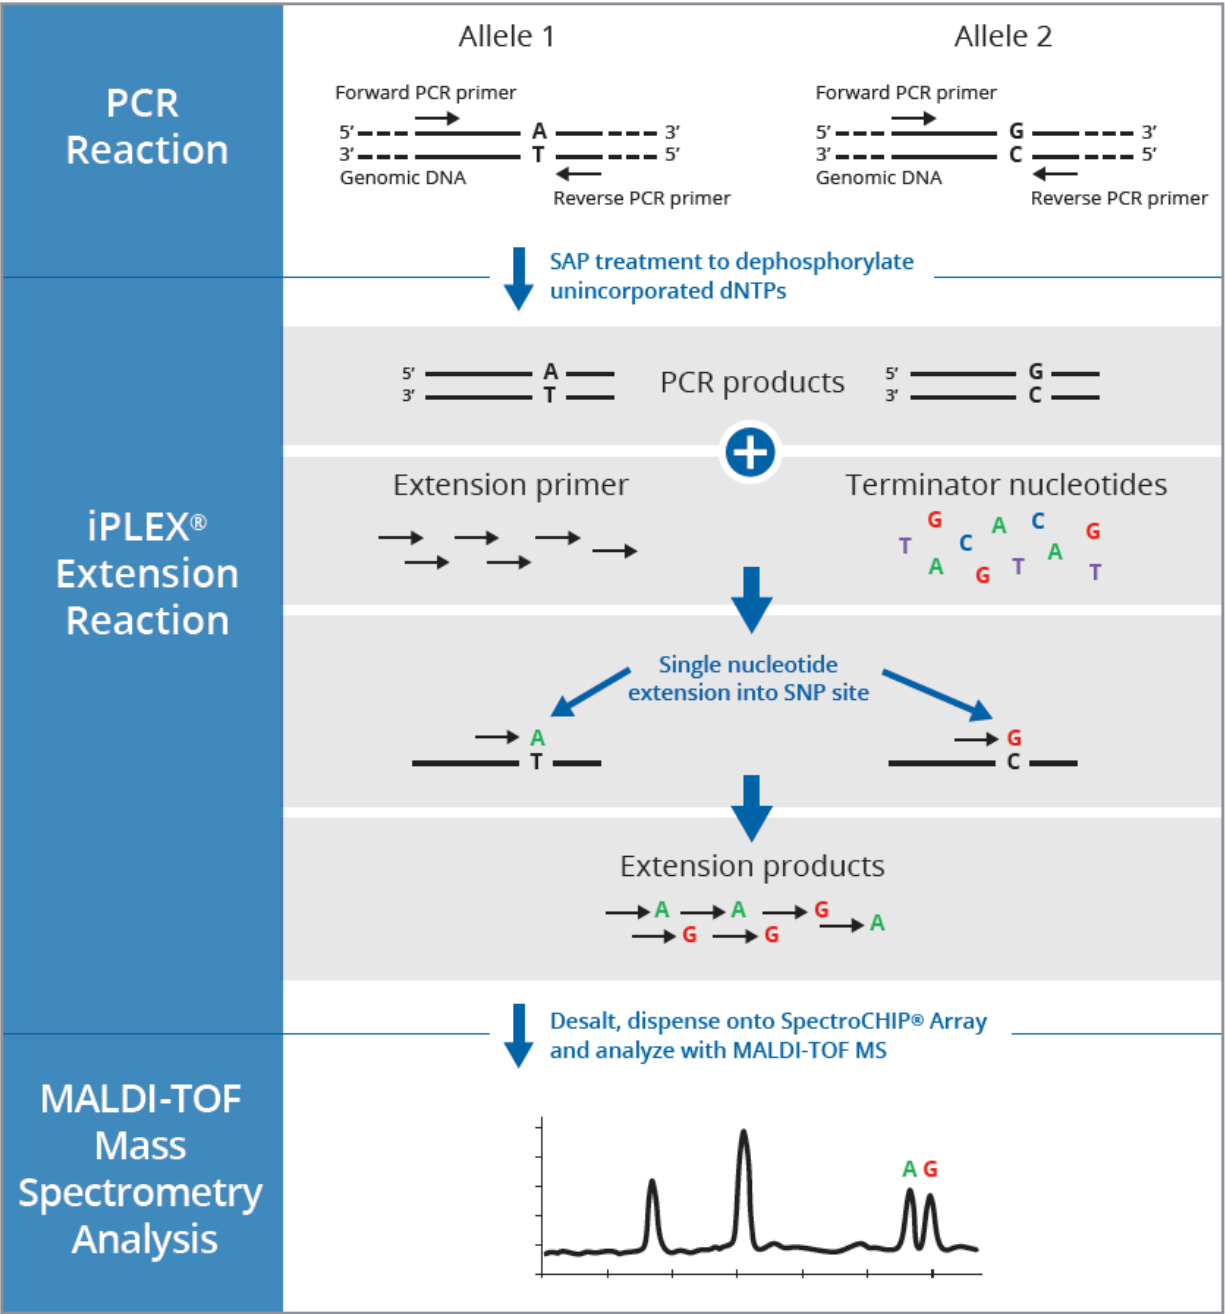 Allele 1
Allele 2
PCR
Reaction
Forward PCR primer
5’ A 3’
3’ T 5’
Genomic DNA
Reverse PCR primer
Forward PCR primer
5’ G 3’
3’ C 5’
Genomic DNA
Reverse PCR primer
SAP treatment to dephosphorylate
unincorporated dNTPs
iPLEX®
Extension
Reaction
5’ A
3’ T
PCR products
5’ G
3’ C
Extension primer
Terminator nucleotides
G A C G
T C A
A G T T
Single nucleotide
extension into SNP site
A
T
G
C
Extension products
A A G A
G G
Desalt, dispense onto SpectroCHIP® Array
and analyze with MALDI-TOF MS
MALDI-TOF
Mass
Spectrometry
Analysis
A G